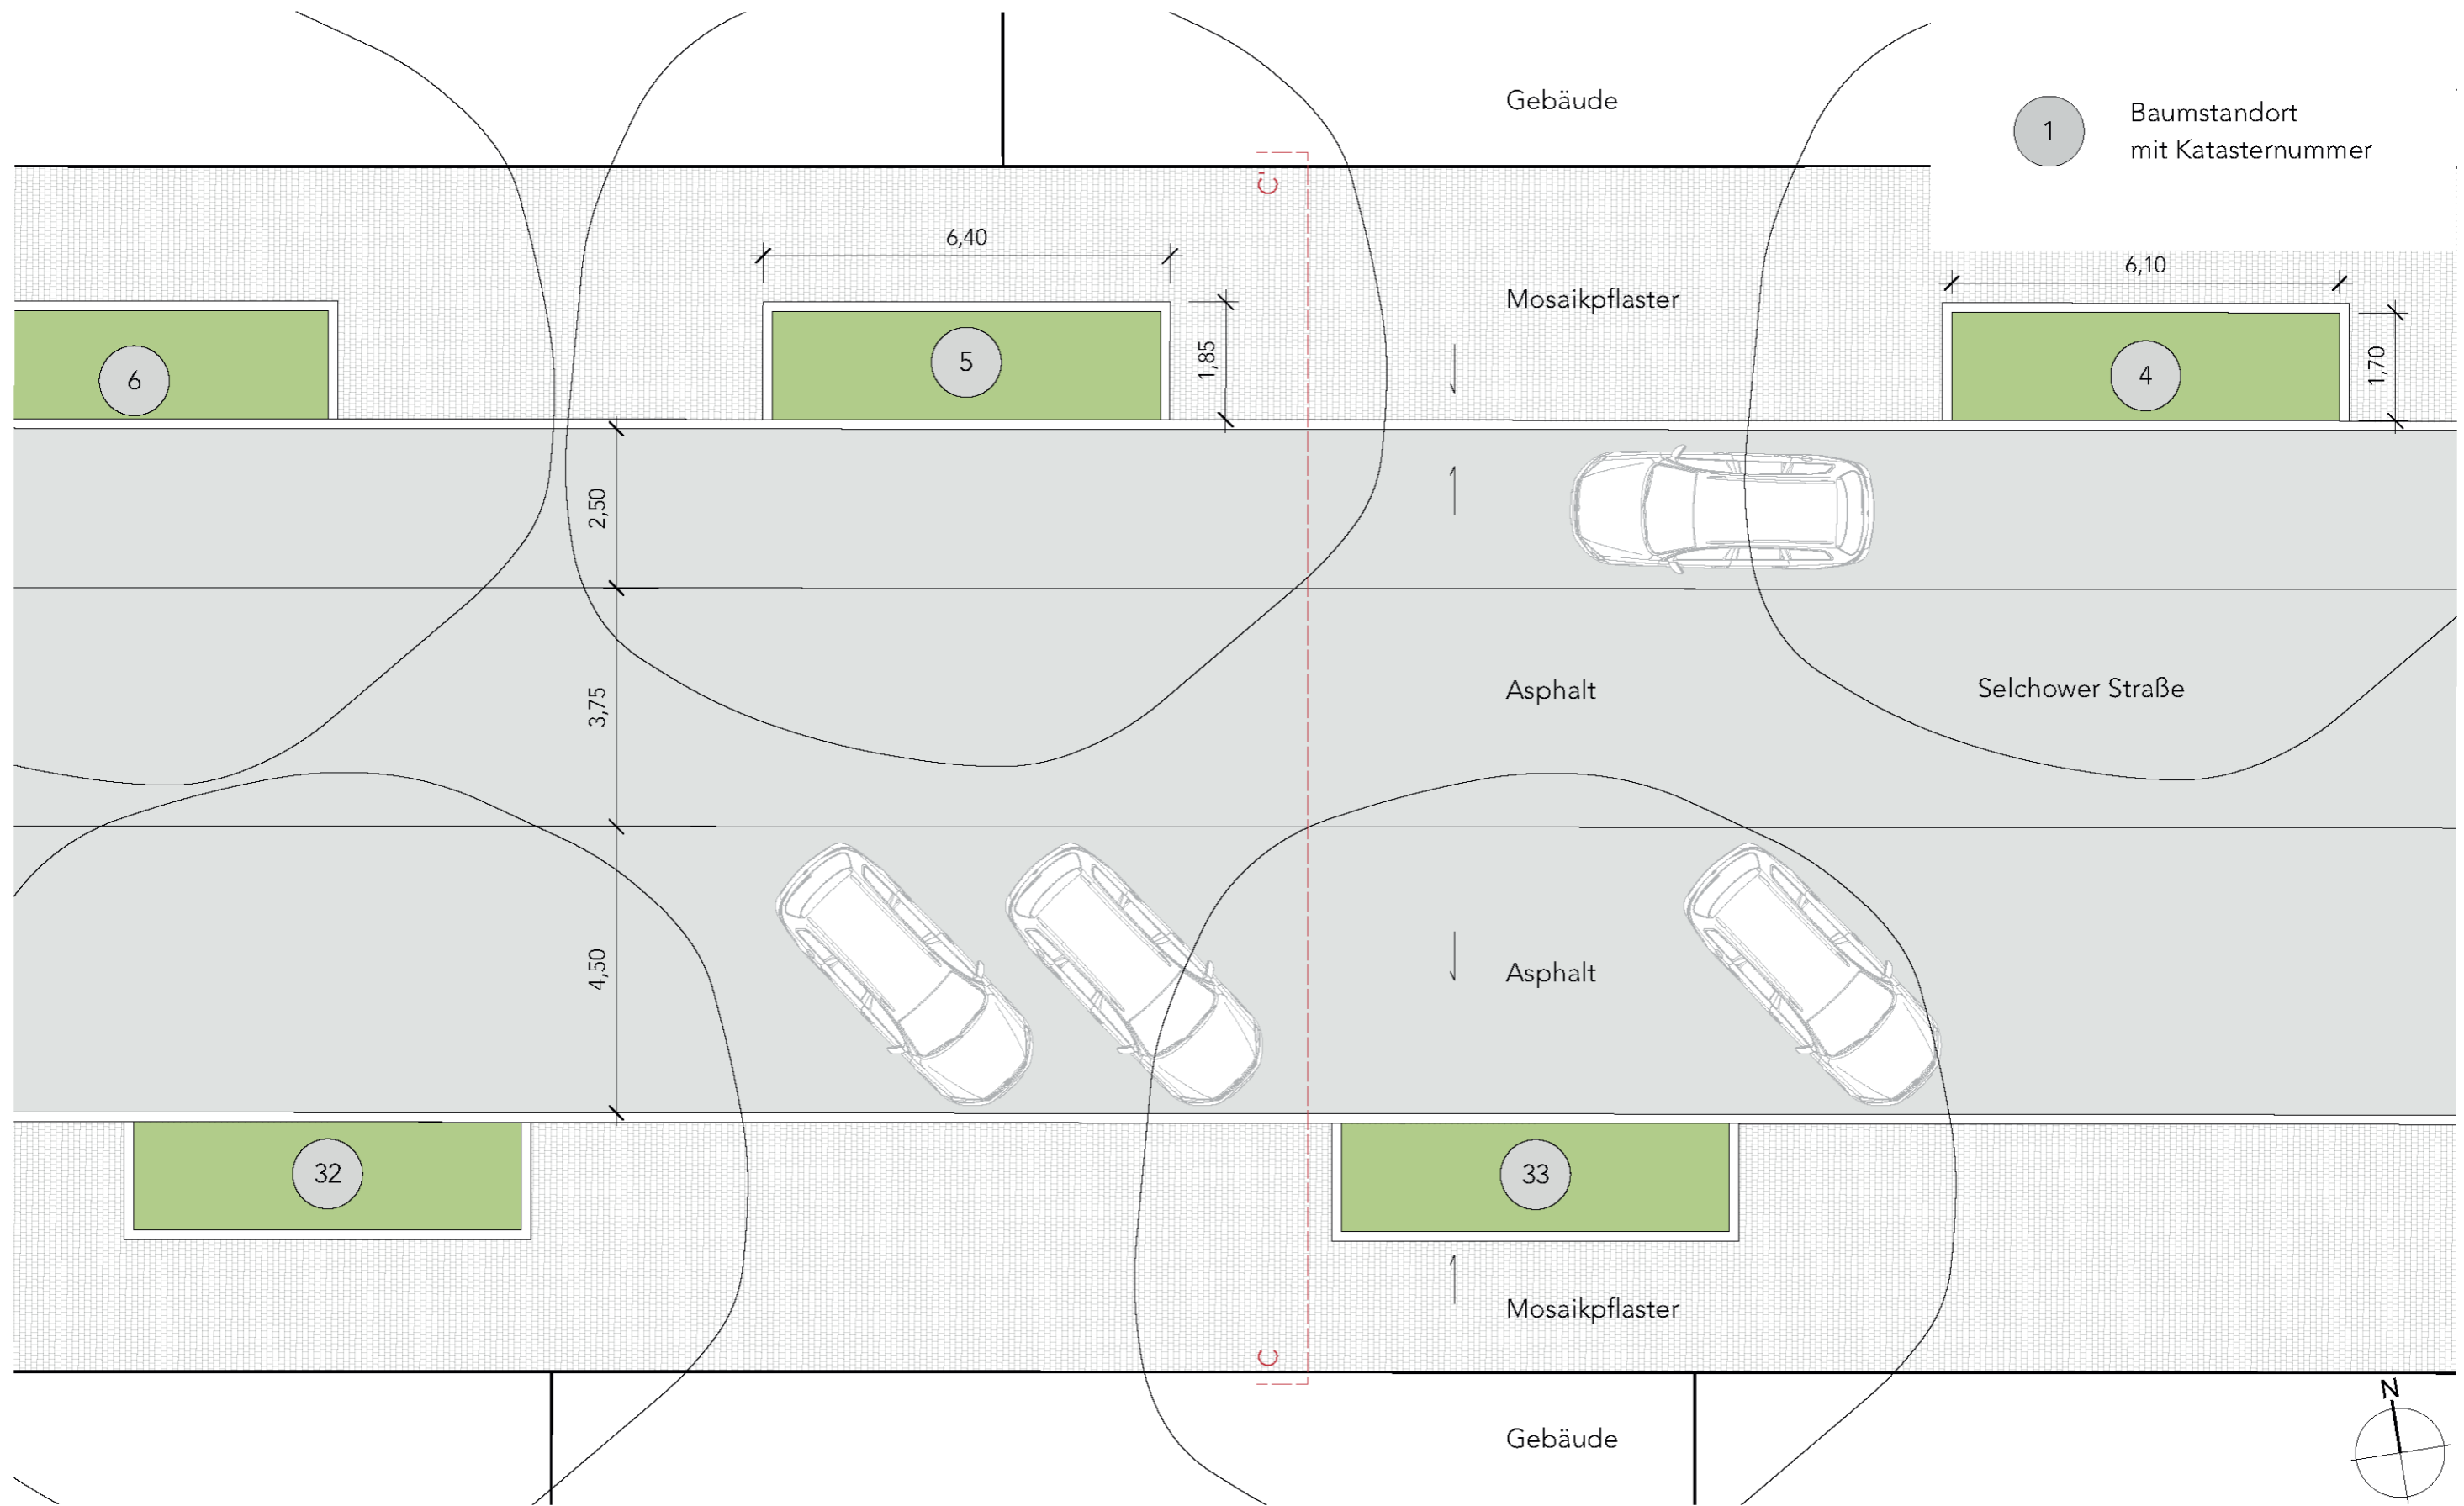 Gebäude
1
Baumstandort
mit Katasternummer
C'
6,40
6,10
Mosaikpflaster
1,85
1,70
6
5
4
2,50
3,75
Asphalt
Selchower Straße
4,50
Asphalt
32
33
Mosaikpflaster
C
N
Gebäude